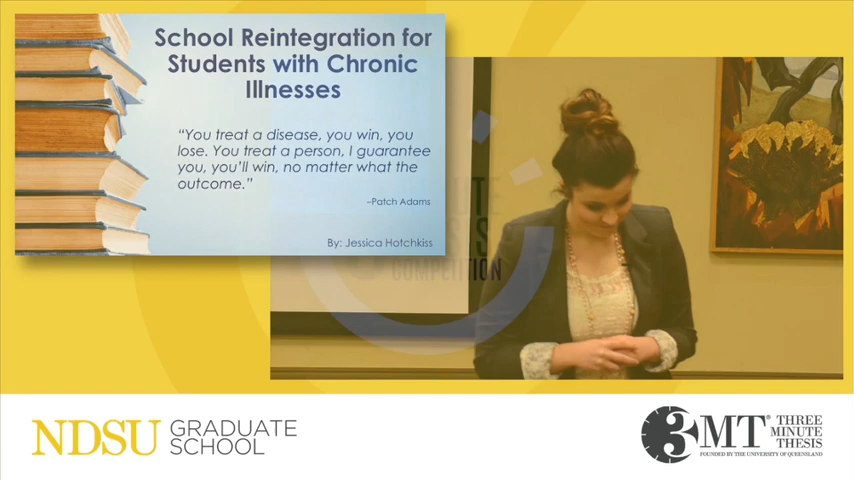 School Reintegration for
Students with Chronic
Illnesses
“You treat a disease, you win, you
lose. You treat a person, I guarantee
you, you’ll win, no matter what the
outcome.”
–Patch Adams
By: Jessica Hotchkiss
COMPETITION
NDSU GRADUATE
SCHOOL
3MT® THREE
MINUTE
THESIS
FOUNDED BY THE UNIVERSITY OF QUEENSLAND